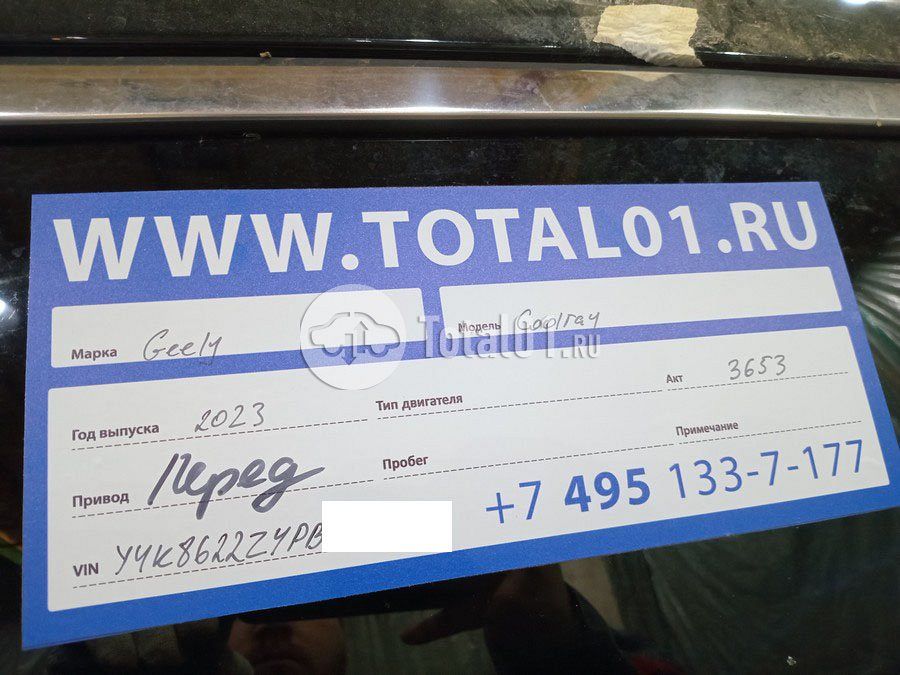 WWW.TOTAL01.RU
Марка Geely Модель Coolray
Total01.RU
Год выпуска 2023 Тип двигателя Акт 3653
Привод Перед Пробег Примечание
+7 495 133-7-177
VIN Y4K8622Z4PB